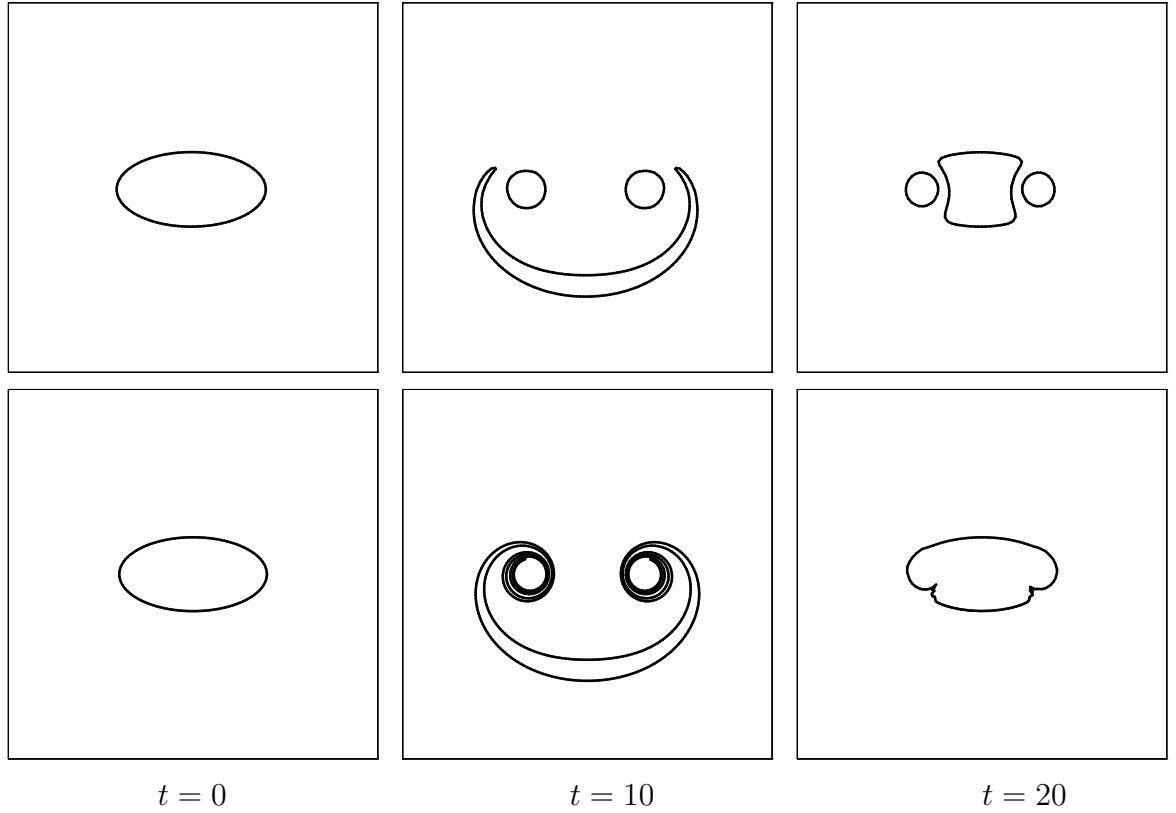 t = 0 t = 10 t = 20